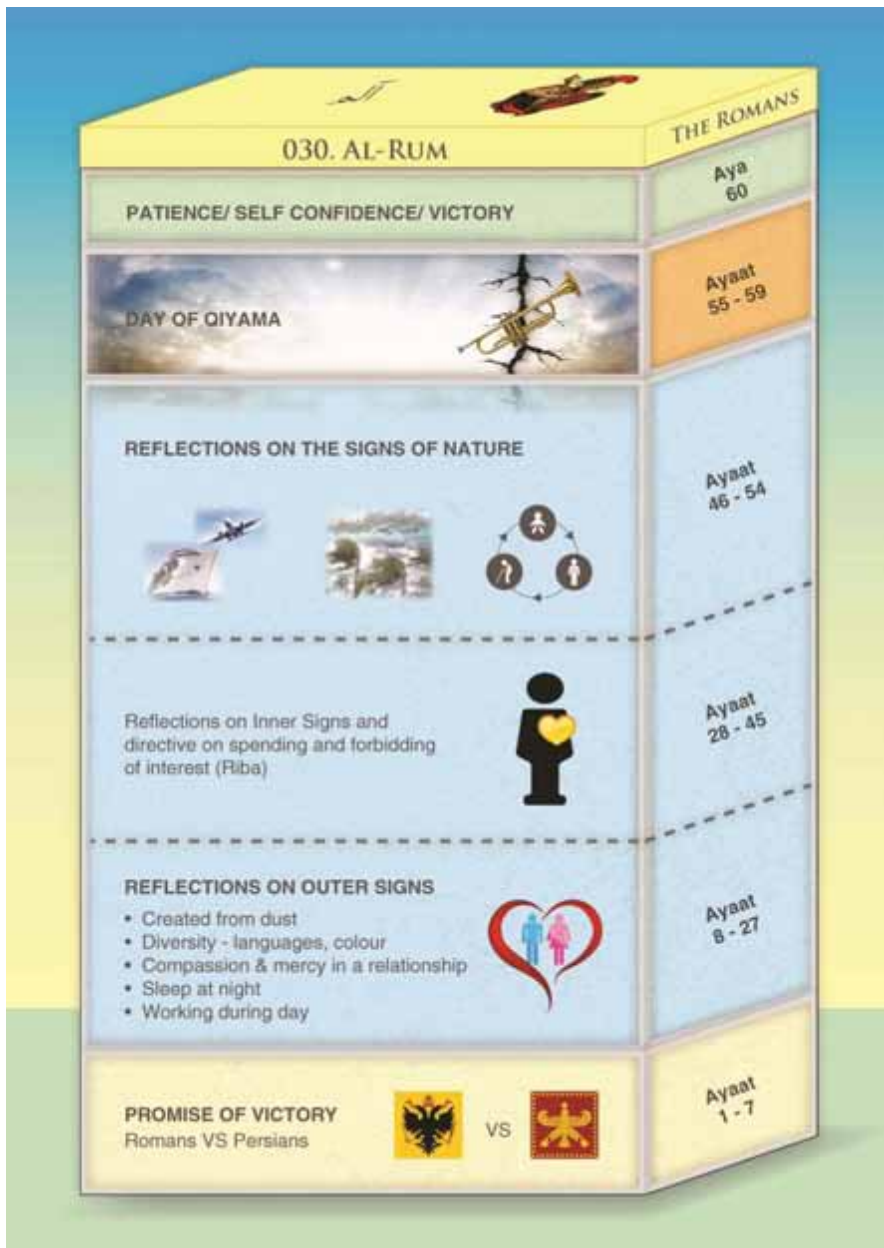 الم
030. AL-RUM
THE ROMANS
PATIENCE/ SELF CONFIDENCE/ VICTORY
Aya
60
DAY OF QIYAMA
Ayaat
55 - 59
REFLECTIONS ON THE SIGNS OF NATURE
Ayaat
46 - 54
Reflections on Inner Signs and
directive on spending and forbidding
of interest (Riba)
Ayaat
28 - 45
REFLECTIONS ON OUTER SIGNS
• Created from dust
• Diversity - languages, colour
• Compassion & mercy in a relationship
• Sleep at night
• Working during day
Ayaat
8 - 27
PROMISE OF VICTORY
Romans VS Persians
VS
Ayaat
1 - 7